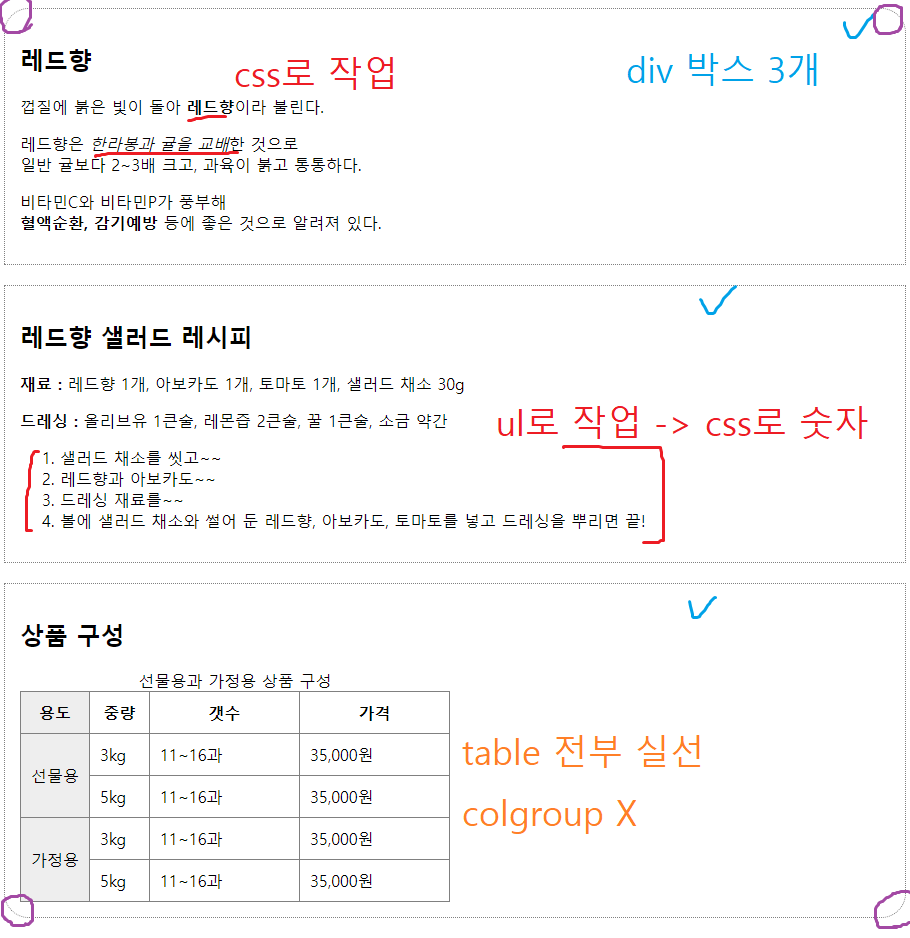 레드향
css로 작업
div 박스 3개
껍질에 붉은 빛이 돌아 레드향이라 불린다.
레드향은 한라봉과 귤을 교배한 것으로
일반 귤보다 2~3배 크고, 과육이 붉고 통통하다.
비타민C와 비타민P가 풍부해
혈액순환, 감기예방 등에 좋은 것으로 알려져 있다.
레드향 샐러드 레시피
재료 : 레드향 1개, 아보카도 1개, 토마토 1개, 샐러드 채소 30g
드레싱 : 올리브유 1큰술, 레몬즙 2큰술, 꿀 1큰술, 소금 약간
ul로 작업 -> css로 숫자
1. 샐러드 채소를 씻고~~
2. 레드향과 아보카도~~
3. 드레싱 재료를~~
4. 볼에 샐러드 채소와 썰어 둔 레드향, 아보카도, 토마토를 넣고 드레싱을 뿌리면 끝!
상품 구성
선물용과 가정용 상품 구성
용도 중량 갯수 가격
선물용 3kg 11~16과 35,000원
5kg 11~16과 35,000원
가정용 3kg 11~16과 35,000원
5kg 11~16과 35,000원
table 전부 실선
colgroup X